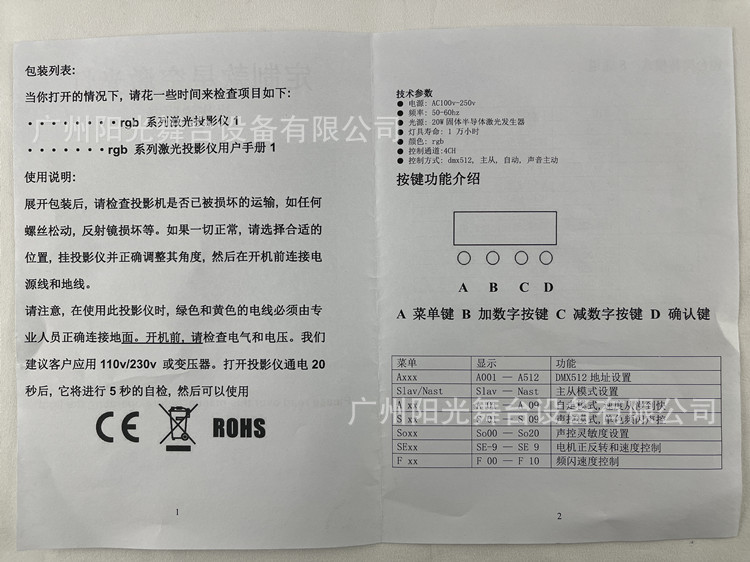 包装列表:
当你打开的情况下，请花一些时间来检查项目如下:
·······rgb 系列激光投影仪 1
·······rgb 系列激光投影仪用户手册 1
使用说明:
展开包装后，请检查投影机是否已被损坏的运输，如任何
螺丝松动，反射镜损坏等。如果一切正常，请选择合适的
位置，挂投影仪并正确调整其角度，然后在开机前连接电
源线和地线。
请注意，在使用此投影仪时，绿色和黄色的电线必须由专
业人员正确连接地面。开机前，请检查电气和电压。我们
建议客户应用 110v/230v 或变压器。打开投影仪通电 20
秒后，它将进行 5 秒的自检，然后可以使用
CE ROHS
1
技术参数
● 电源: AC100v-250v
● 频率: 50-60hz
● 光源: 20W 固体半导体激光发生器
● 灯具寿命: 1 万小时
● 颜色: rgb
● 控制通道:4CH
● 控制方式: dmx512, 主从, 自动, 声音主动
按键功能介绍
A B C D
A 菜单键 B 加数字按键 C 减数字按键 D 确认键
菜单 显示 功能
Axxx A001 — A512 DMX512 地址设置
Slav/Nast Slav — Nast 主从模式设置
xx A 09 自走
S xx S 09 声控
Soxx So00 — So20 声控灵敏度设置
SExx SE-9 — SE 9 电机正反转和速度控制
F xx F 00 — F 10 频闪速度控制
2
广州阳光舞台设备有限公司
广州阳光舞台设备有限公司